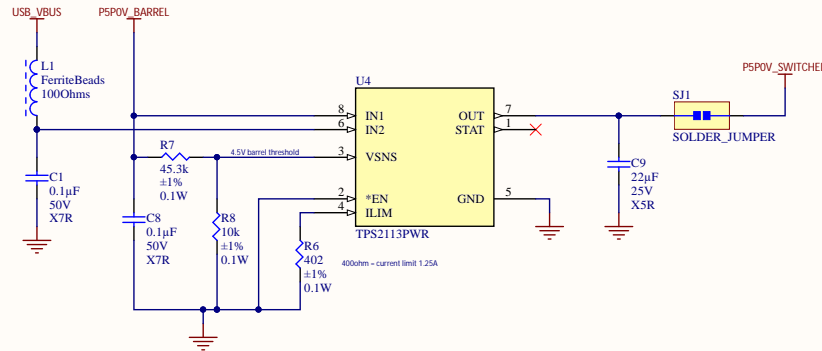 USB_VBUS
P5P0V_BARREL
L1
FerriteBeads
100Ohms
C1
0.1µF
50V
X7R
R7
45.3k
±1%
0.1W
C8
0.1µF
50V
X7R
R8
10k
±1%
0.1W
4.5V barrel threshold
R6
402
±1%
0.1W
400ohm = current limit 1.25A
U4
8
IN1
6
IN2
3
VSNS
2
*EN
4
ILIM
OUT
7
STAT
1
GND
5
TPS2113PWR
C9
22µF
25V
X5R
SJ1
SOLDER_JUMPER
P5P0V_SWITCHED